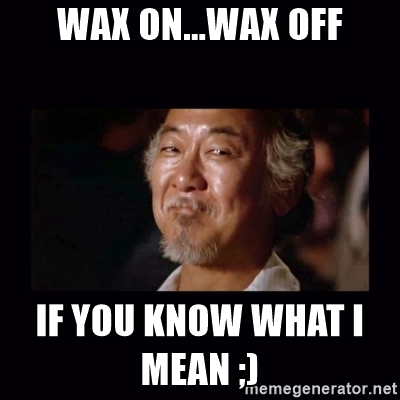 WAX ON...WAX OFF
IF YOU KNOW WHAT I
MEAN ;)
memegenerator.net